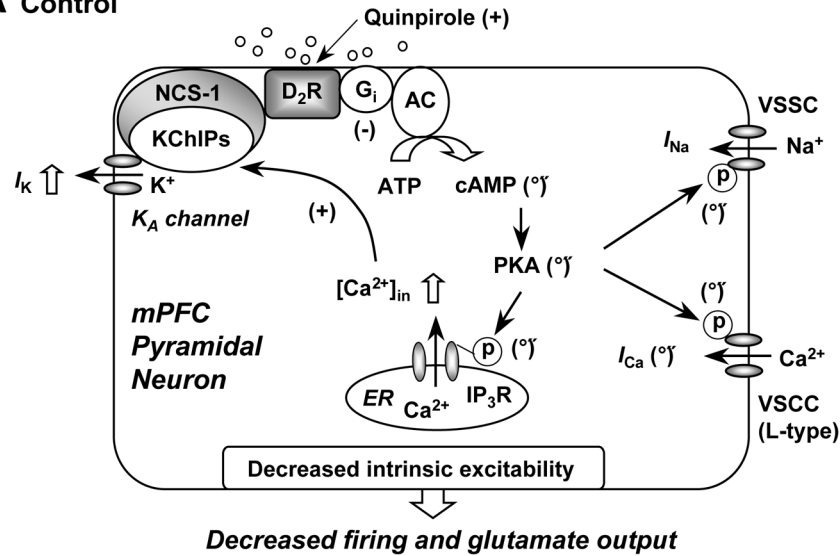 A Control
Quinpirole (+)
NCS-1
D2R
Gi
AC
(-)
KChIPs
VSSC
INa
Na+
IK
K+
p
ATP
cAMP (°ỹ)
(°ỹ)
KA channel
(+)
PKA (°ỹ)
[Ca2+]in
(°ỹ)
p
mPFC
Pyramidal
Neuron
p
(°ỹ)
ICa (°ỹ)
Ca2+
ER
Ca2+
IP3R
VSCC
(L-type)
Decreased intrinsic excitability
Decreased firing and glutamate output